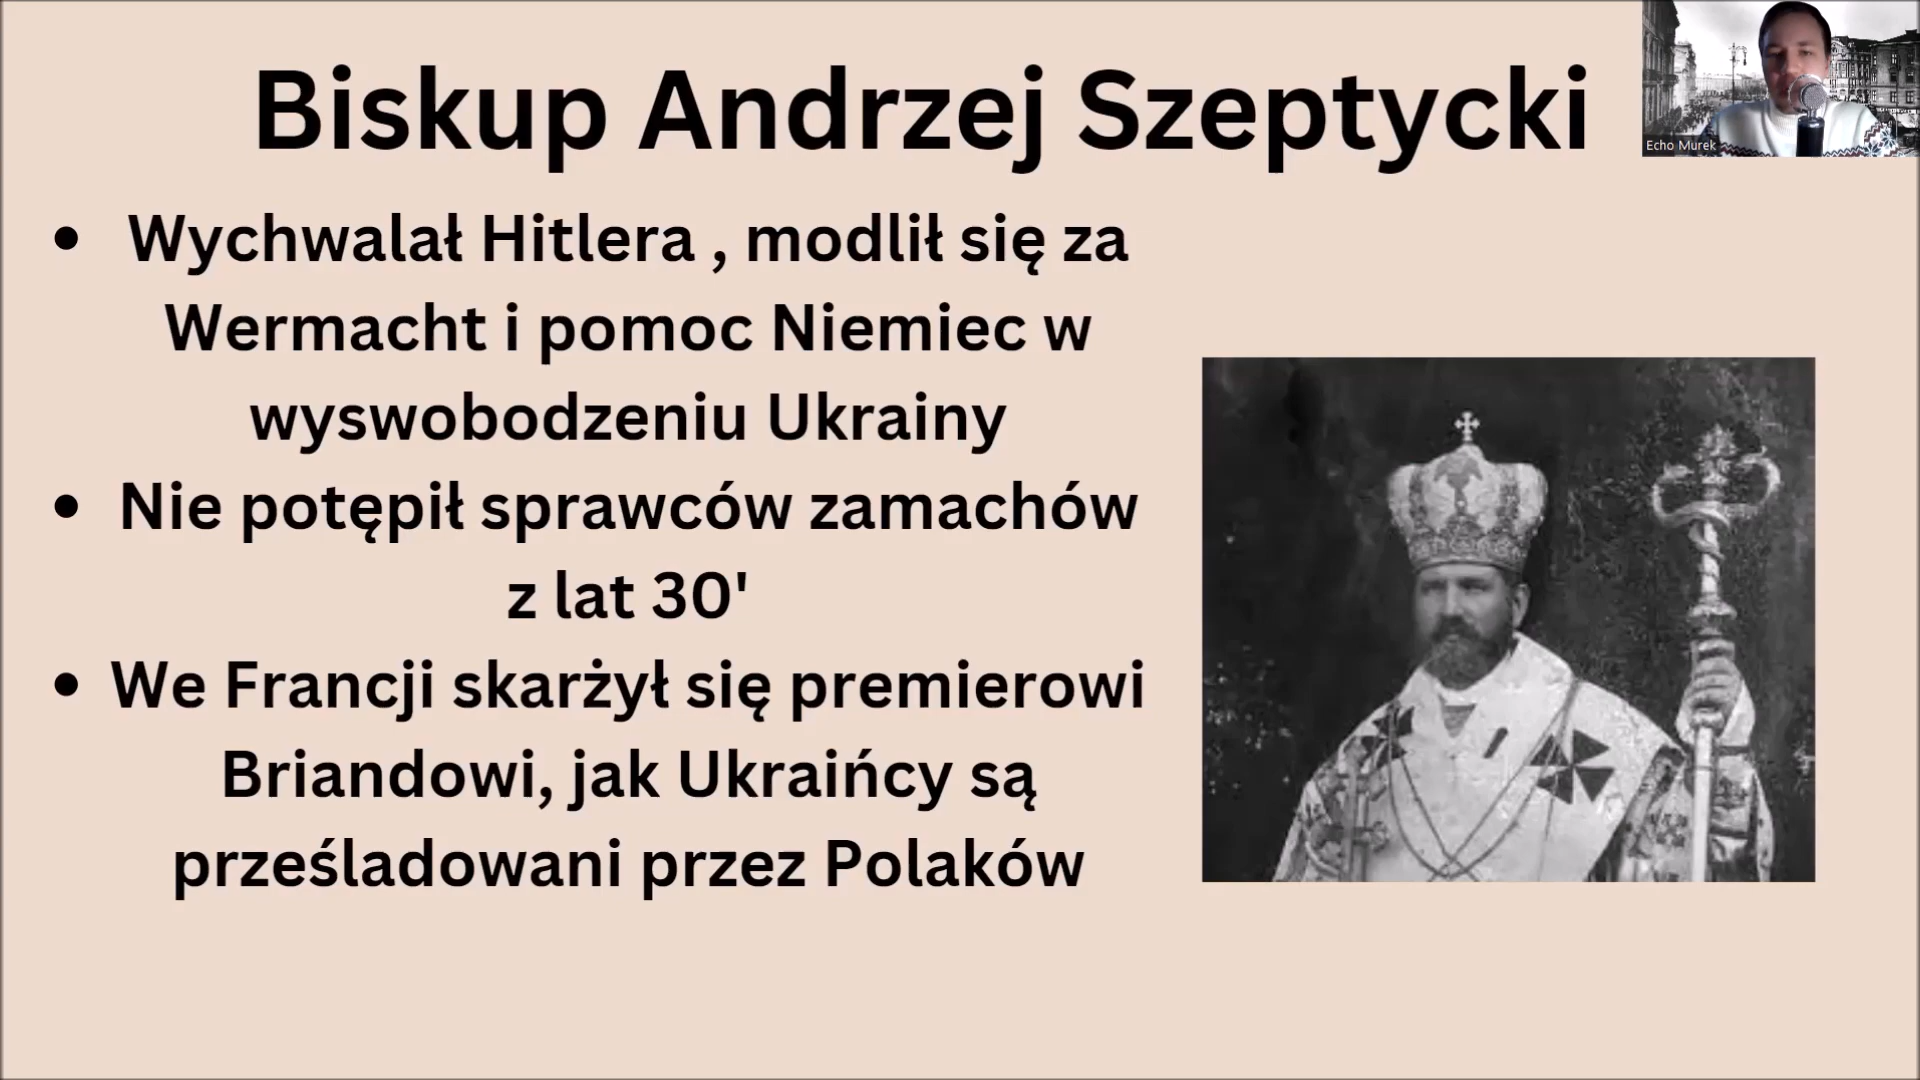 Biskup Andrzej Szeptycki
Echo Murek
• Wychwalał Hitlera , modlił się za
Wermacht i pomoc Niemiec w
wyswobodzeniu Ukrainy
• Nie potępił sprawców zamachów
z lat 30'
• We Francji skarżył się premierowi
Briandowi, jak Ukraińcy są
prześladowani przez Polaków